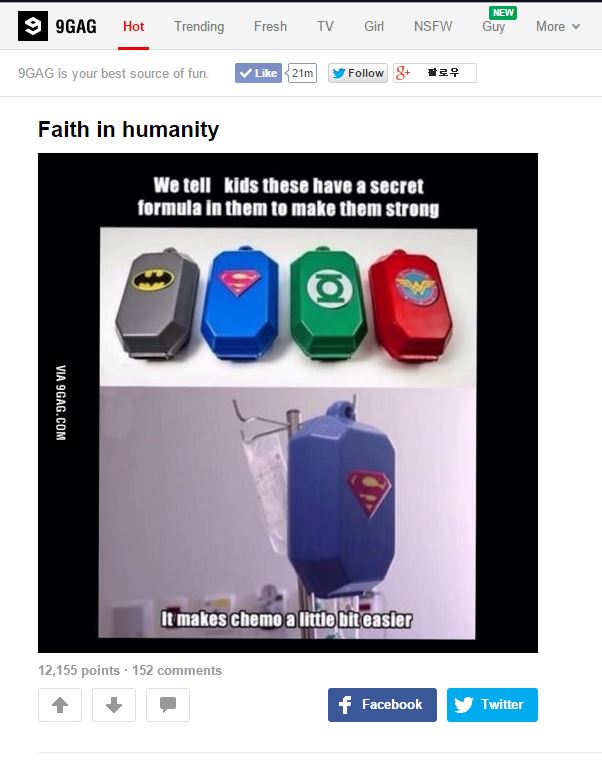 9GAG Hot Trending Fresh TV Girl NSFW Guy NEW More
9GAG is your best source of fun. Like 21m Follow g+ 팔로우
Faith in humanity
We tell kids these have a secret
formula in them to make them strong
VIA 9GAG.COM
It makes chemo a little bit easier
12,155 points · 152 comments
Facebook Twitter